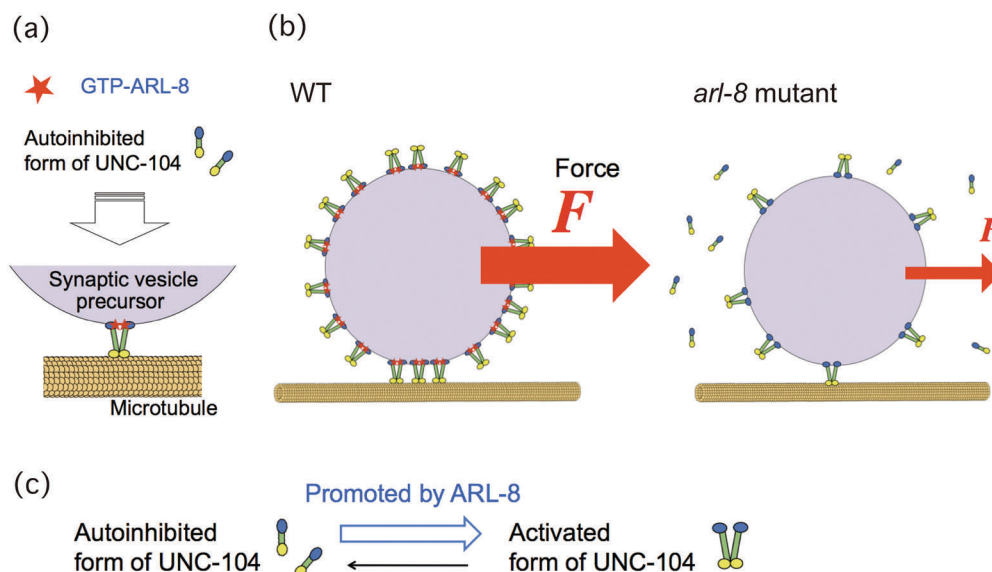 (a)
GTP-ARL-8
Autoinhibited
form of UNC-104
Synaptic vesicle
precursor
Microtubule
(b)
WT
Force
F
arl-8 mutant
F
(c)
Promoted by ARL-8
Autoinhibited
form of UNC-104
Activated
form of UNC-104